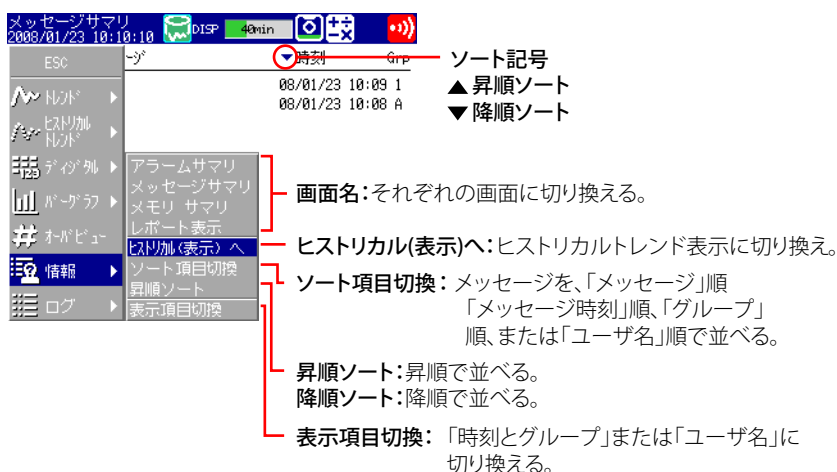 メッセージサマリ
2008/01/23 10:10:10 DISP 40min
ESC
ージ ▼時刻 Grp
08/01/23 10:09 1
08/01/23 10:08 A
ソート記号
▲昇順ソート
▼降順ソート
トレンド
ヒストリカル
トレンド
ディジタル
バーグラフ
オーバビュー
情報
ログ
アラームサマリ
メッセージサマリ
メモリ サマリ
レポート表示
ヒストリカル(表示) へ
ソート項目切換
昇順ソート
表示項目切換
画面名:それぞれの画面に切り換える。
ヒストリカル(表示)へ:ヒストリカルトレンド表示に切り換え。
ソート項目切換: メッセージを、「メッセージ」順
「メッセージ時刻」順、「グループ」
順、または「ユーザ名」順で並べる。
昇順ソート:昇順で並べる。
降順ソート:降順で並べる。
表示項目切換: 「時刻とグループ」または「ユーザ名」に
切り換える。